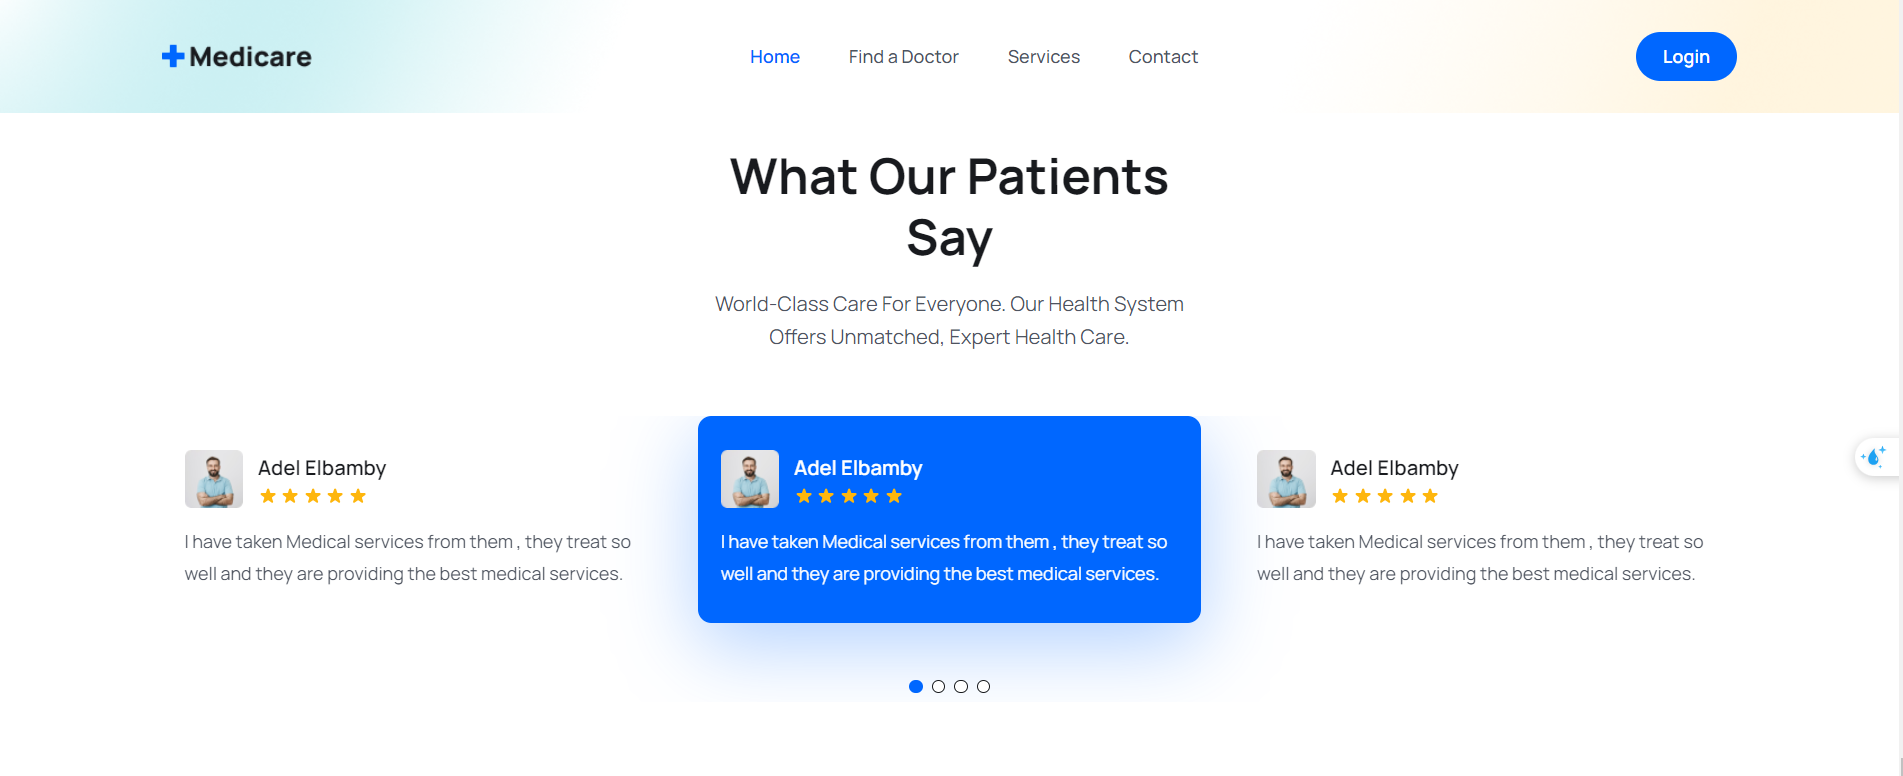 Medicare
Home
Find a Doctor
Services
Contact
Login
What Our Patients
Say
World-Class Care For Everyone. Our Health System
Offers Unmatched, Expert Health Care.
Adel Elbamby
I have taken Medical services from them , they treat so
well and they are providing the best medical services.
Adel Elbamby
I have taken Medical services from them , they treat so
well and they are providing the best medical services.
Adel Elbamby
I have taken Medical services from them , they treat so
well and they are providing the best medical services.